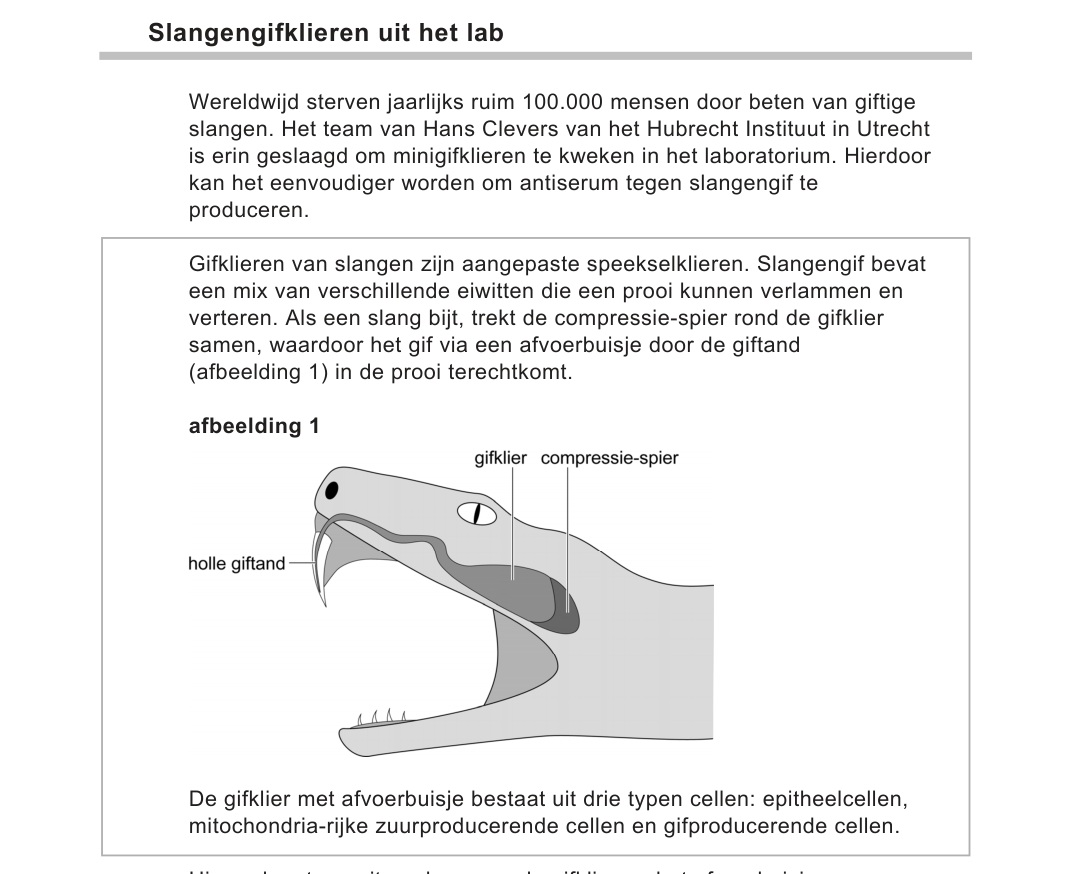 Slangengifklieren uit het lab
Wereldwijd sterven jaarlijks ruim 100.000 mensen door beten van giftige
slangen. Het team van Hans Clevers van het Hubrecht Instituut in Utrecht
is erin geslaagd om minigifklieren te kweken in het laboratorium. Hierdoor
kan het eenvoudiger worden om antiserum tegen slangengif te
produceren.
Gifklieren van slangen zijn aangepaste speekselklieren. Slangengif bevat
een mix van verschillende eiwitten die een prooi kunnen verlammen en
verteren. Als een slang bijt, trekt de compressie-spier rond de gifklier
samen, waardoor het gif via een afvoerbuisje door de giftand
(afbeelding 1) in de prooi terechtkomt.
afbeelding 1
gifklier compressie-spier
holle giftand
De gifklier met afvoerbuisje bestaat uit drie typen cellen: epitheelcellen,
mitochondria-rijke zuurproducerende cellen en gifproducerende cellen.